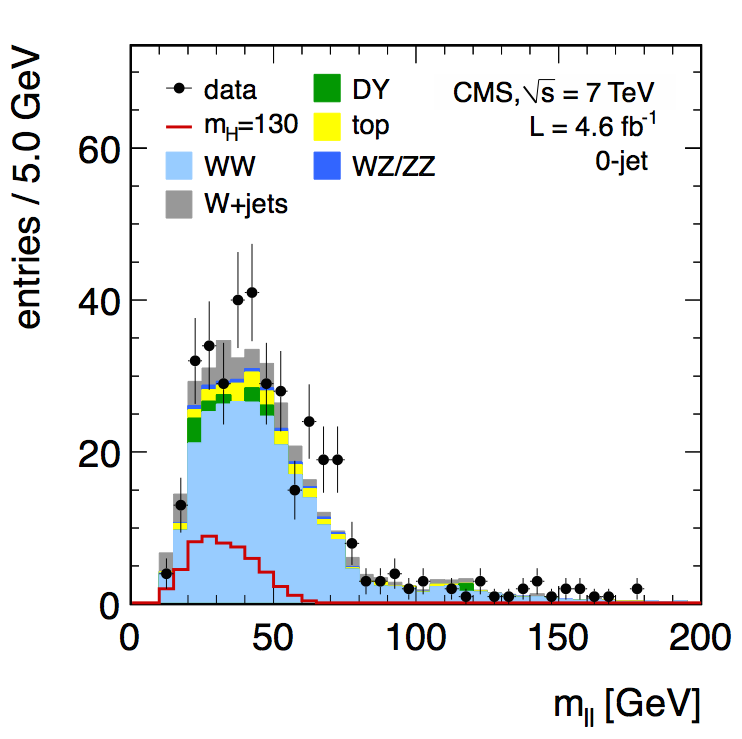 entries / 5.0 GeV
data
m_H=130
WW
W+jets
DY
top
WZ/ZZ
CMS, √s = 7 TeV
L = 4.6 fb⁻¹
0-jet
60
40
20
0
0 50 100 150 200
m_ll [GeV]